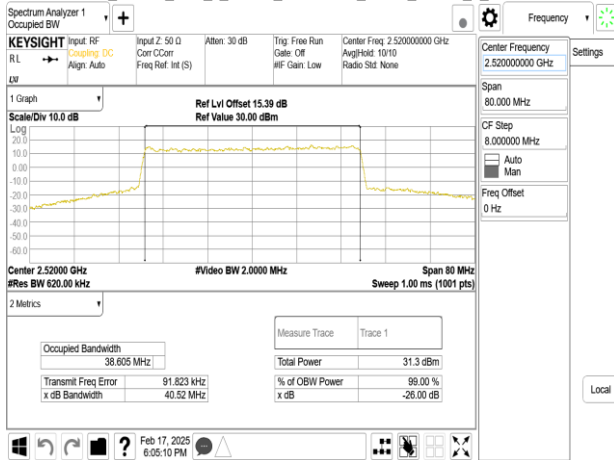 Spectrum Analyzer 1
Occupied BW
+
Frequency
KEYSIGHT
RL
LXI
Input: RF
Coupling: DC
Align: Auto
Input Z: 50 Ω
Corr CCorr
Freq Ref: Int (S)
Atten: 30 dB
Trig: Free Run
Gate: Off
#IF Gain: Low
Center Freq: 2.520000000 GHz
Avg|Hold: 10/10
Radio Std: None
Center Frequency
2.520000000 GHz
Settings
Span
80.000 MHz
CF Step
8.000000 MHz
Auto
Man
Freq Offset
0 Hz
Local
1 Graph
Scale/Div 10.0 dB
Ref Lvl Offset 15.39 dB
Ref Value 30.00 dBm
Log
20.0
10.0
0.00
-10.0
-20.0
-30.0
-40.0
-50.0
-60.0
Center 2.52000 GHz
#Res BW 620.00 kHz
#Video BW 2.0000 MHz
Span 80 MHz
Sweep 1.00 ms (1001 pts)
2 Metrics
Measure Trace Trace 1
Occupied Bandwidth
38.605 MHz
Total Power 31.3 dBm
Transmit Freq Error 91.823 kHz
% of OBW Power 99.00 %
x dB Bandwidth 40.52 MHz
x dB -26.00 dB
?
Feb 17, 2025
6:05:10 PM